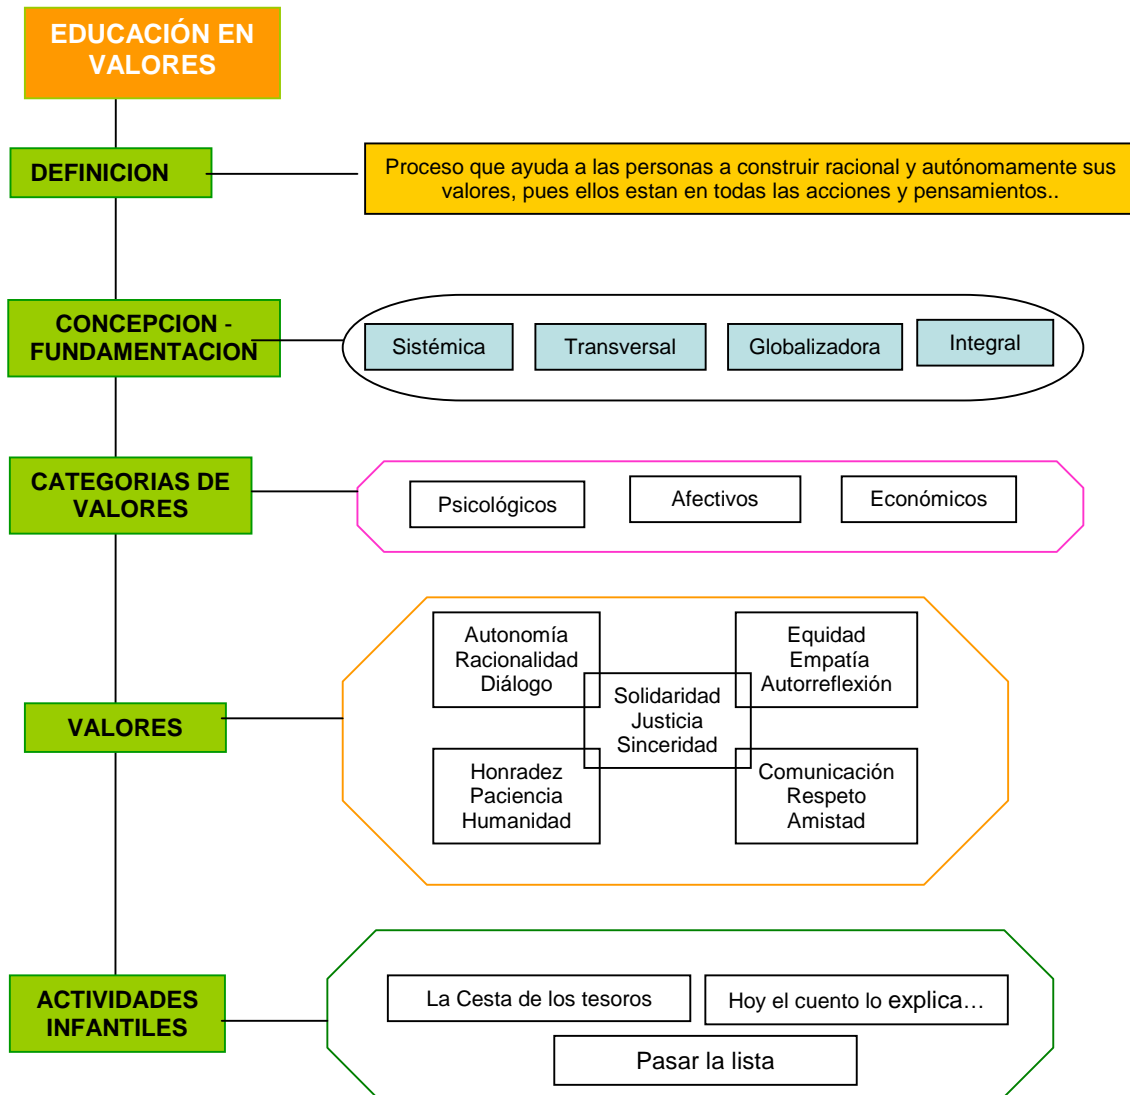 EDUCACIÓN EN
VALORES
DEFINICION
Proceso que ayuda a las personas a construir racional y autónomamente sus
valores, pues ellos estan en todas las acciones y pensamientos..
CONCEPCION -
FUNDAMENTACION
Sistémica
Transversal
Globalizadora
Integral
CATEGORIAS DE
VALORES
Psicológicos
Afectivos
Económicos
VALORES
Autonomía
Racionalidad
Diálogo
Equidad
Empatía
Autorreflexión
Solidaridad
Justicia
Sinceridad
Honradez
Paciencia
Humanidad
Comunicación
Respeto
Amistad
ACTIVIDADES
INFANTILES
La Cesta de los tesoros
Hoy el cuento lo explica…
Pasar la lista